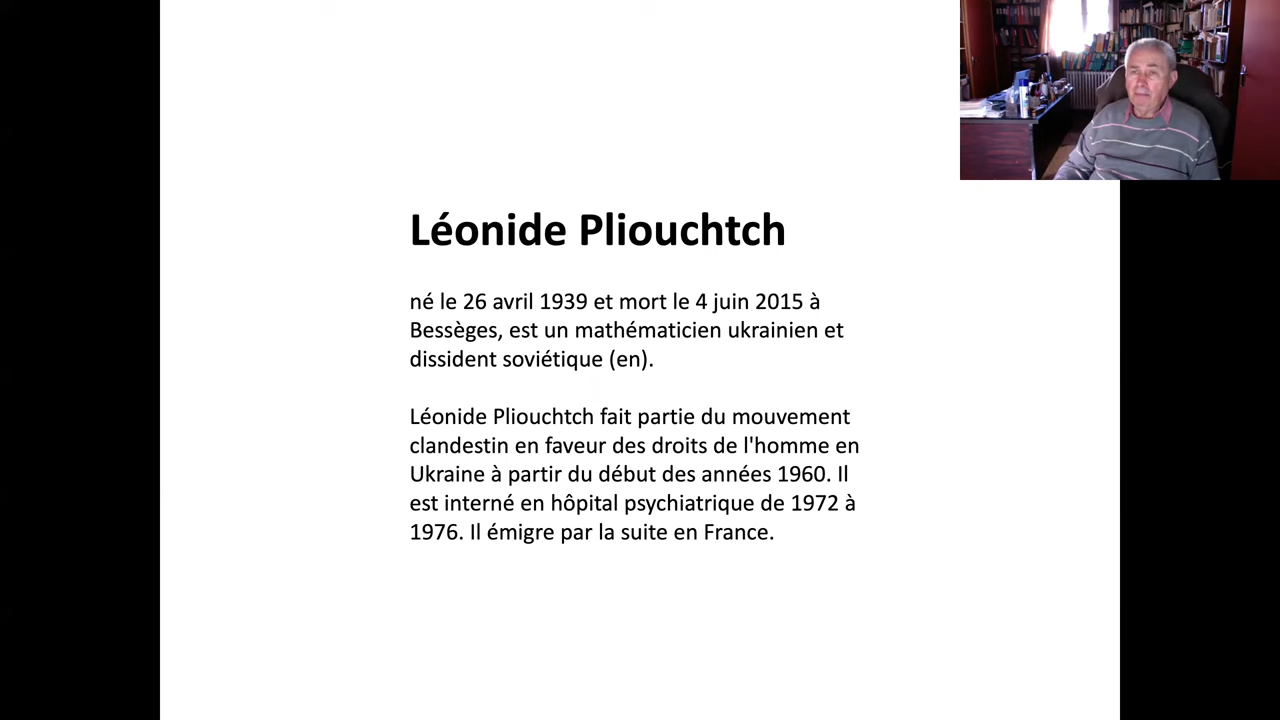 Léonide Pliouchtch
né le 26 avril 1939 et mort le 4 juin 2015 à
Bessèges, est un mathématicien ukrainien et
dissident soviétique (en).
Léonide Pliouchtch fait partie du mouvement
clandestin en faveur des droits de l'homme en
Ukraine à partir du début des années 1960. Il
est interné en hôpital psychiatrique de 1972 à
1976. Il émigre par la suite en France.